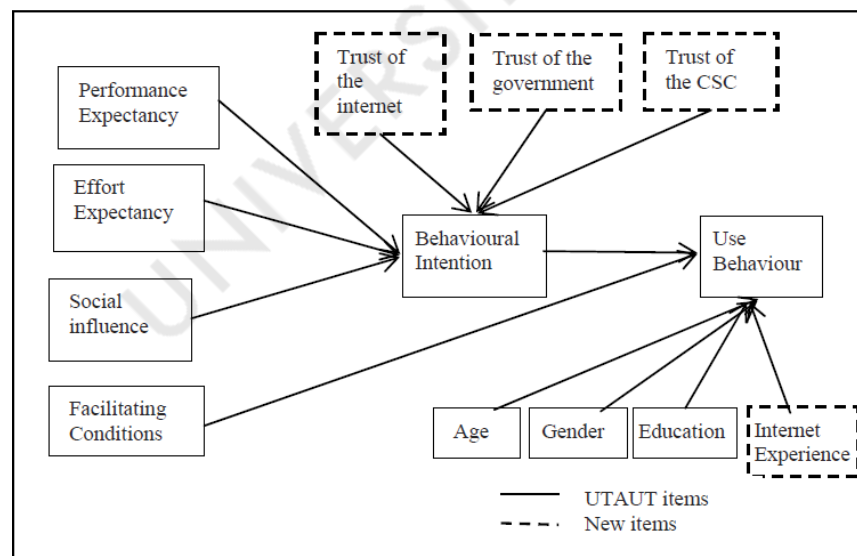 Trust of
the
internet
Trust of the
government
Trust of
the CSC
Performance
Expectancy
Effort
Expectancy
Behavioural
Intention
Use
Behaviour
Social
influence
Facilitating
Conditions
Age
Gender
Education
Internet
Experience
UTAUT items
New items
UNIVERSI